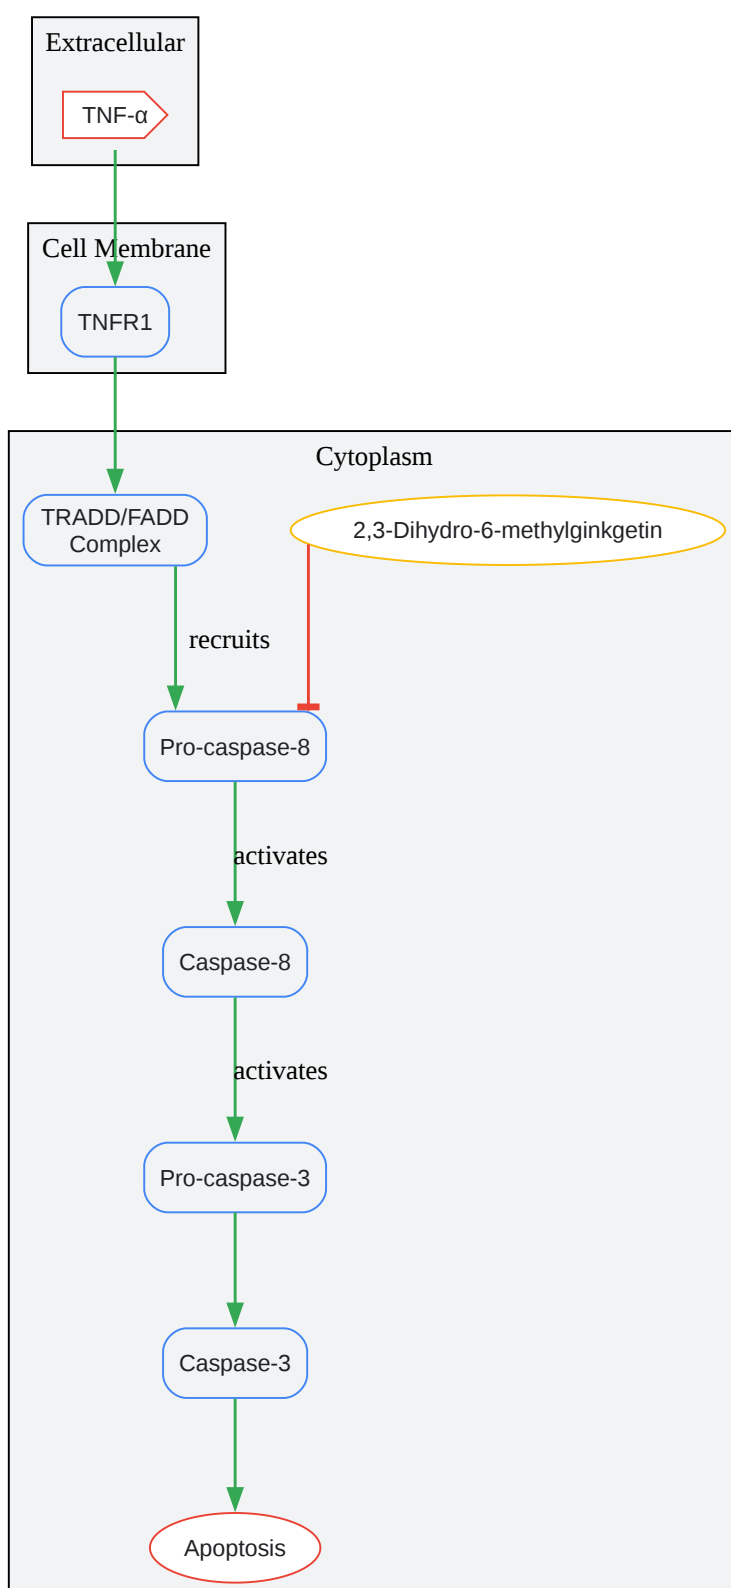 Extracellular
TNF-α
Cell Membrane
TNFR1
Cytoplasm
TRADD/FADD
Complex
2,3-Dihydro-6-methylginkgetin
recruits
Pro-caspase-8
activates
Caspase-8
activates
Pro-caspase-3
Caspase-3
Apoptosis